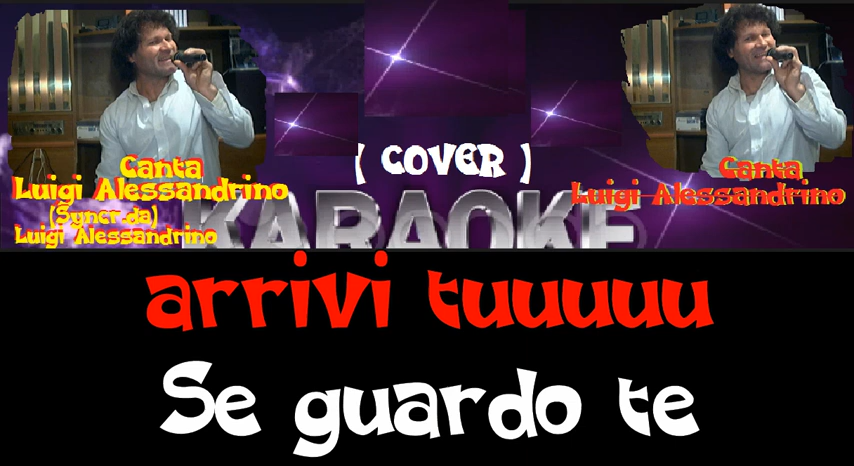 Canta
Luigi Alessandrino
(Syncr.da)
Luigi Alessandrino
( COVER )
KARAOKE
Canta
Luigi Alessandrino
arrivi tuuuuu
Se guardo te